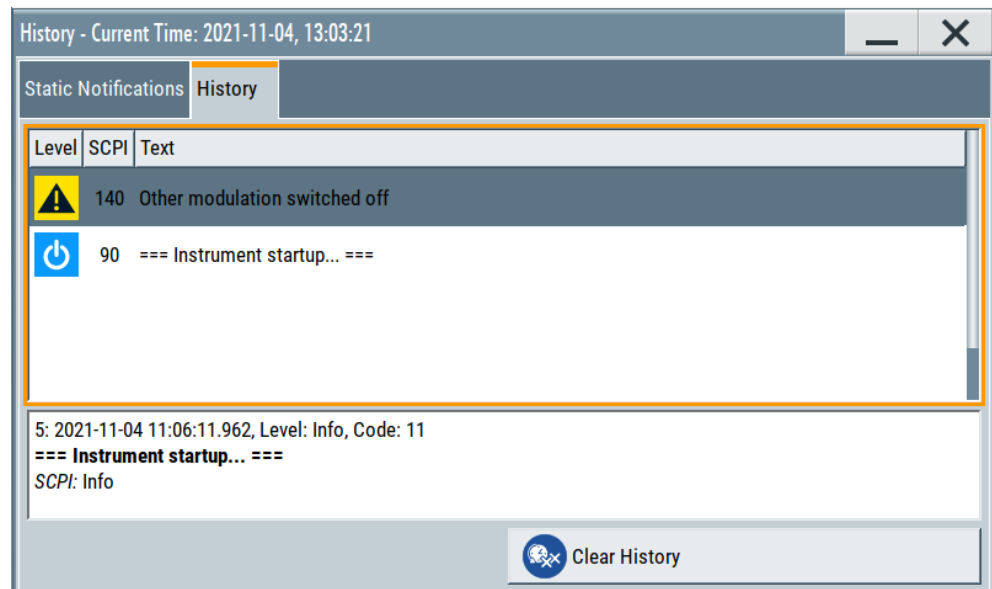 History - Current Time: 2021-11-04, 13:03:21
Static Notifications History
Level SCPI Text
140 Other modulation switched off
90 === Instrument startup... ===
5: 2021-11-04 11:06:11.962, Level: Info, Code: 11
=== Instrument startup... ===
SCPI: Info
Clear History